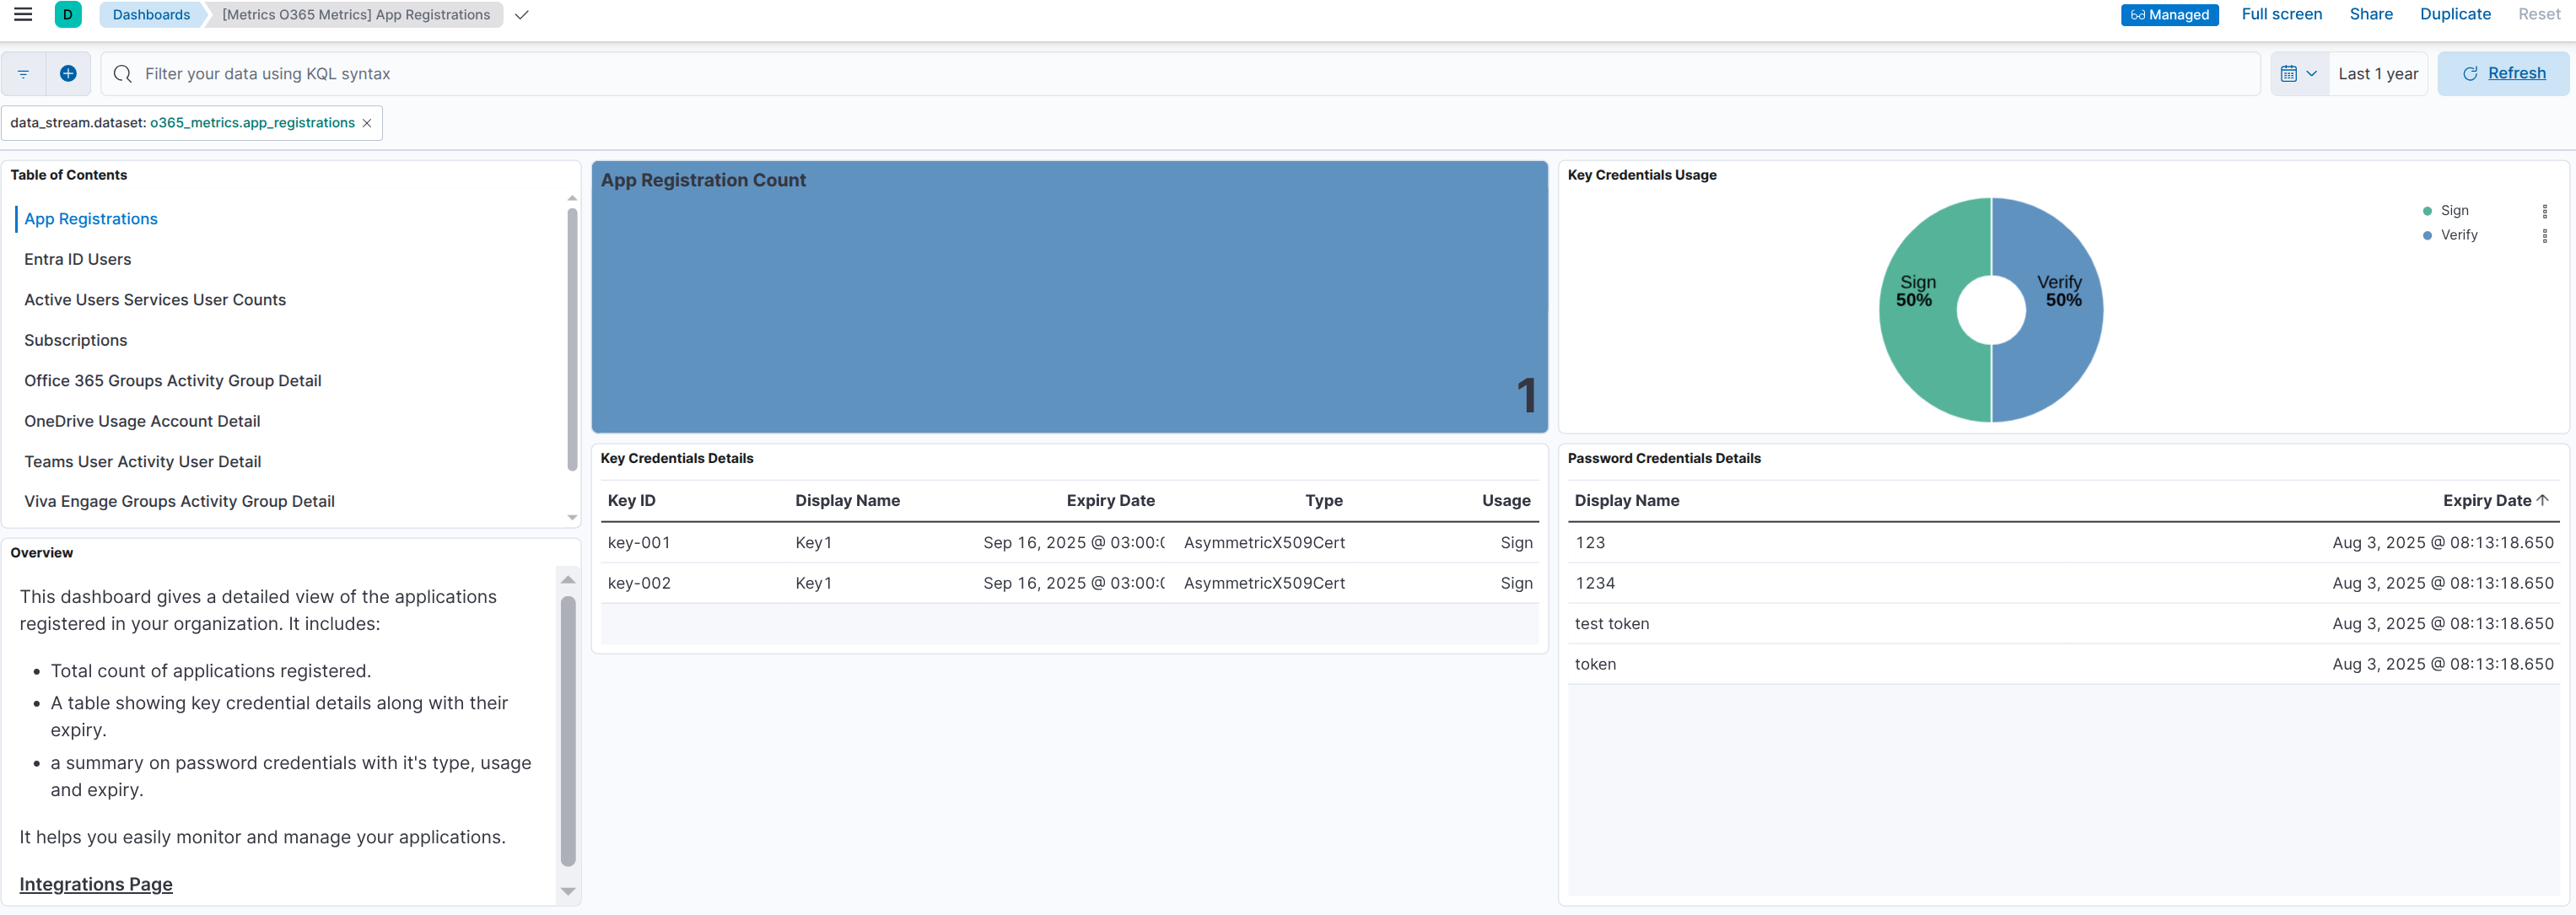 D Dashboards [Metrics O365 Metrics] App Registrations Managed Full screen Share Duplicate Reset
Filter your data using KQL syntax Last 1 year Refresh
data_stream.dataset: o365_metrics.app_registrations ×
Table of Contents
App Registrations
Entra ID Users
Active Users Services User Counts
Subscriptions
Office 365 Groups Activity Group Detail
OneDrive Usage Account Detail
Teams User Activity User Detail
Viva Engage Groups Activity Group Detail
Overview
This dashboard gives a detailed view of the applications
registered in your organization. It includes:
• Total count of applications registered.
• A table showing key credential details along with their
expiry.
• a summary on password credentials with it's type, usage
and expiry.
It helps you easily monitor and manage your applications.
Integrations Page
App Registration Count
1
Key Credentials Usage
Sign
50%
Verify
50%
Sign
Verify
Key Credentials Details
Key ID Display Name Expiry Date Type Usage
key-001 Key1 Sep 16, 2025 @ 03:00:( AsymmetricX509Cert Sign
key-002 Key1 Sep 16, 2025 @ 03:00:( AsymmetricX509Cert Sign
Password Credentials Details
Display Name Expiry Date ↑
123 Aug 3, 2025 @ 08:13:18.650
1234 Aug 3, 2025 @ 08:13:18.650
test token Aug 3, 2025 @ 08:13:18.650
token Aug 3, 2025 @ 08:13:18.650